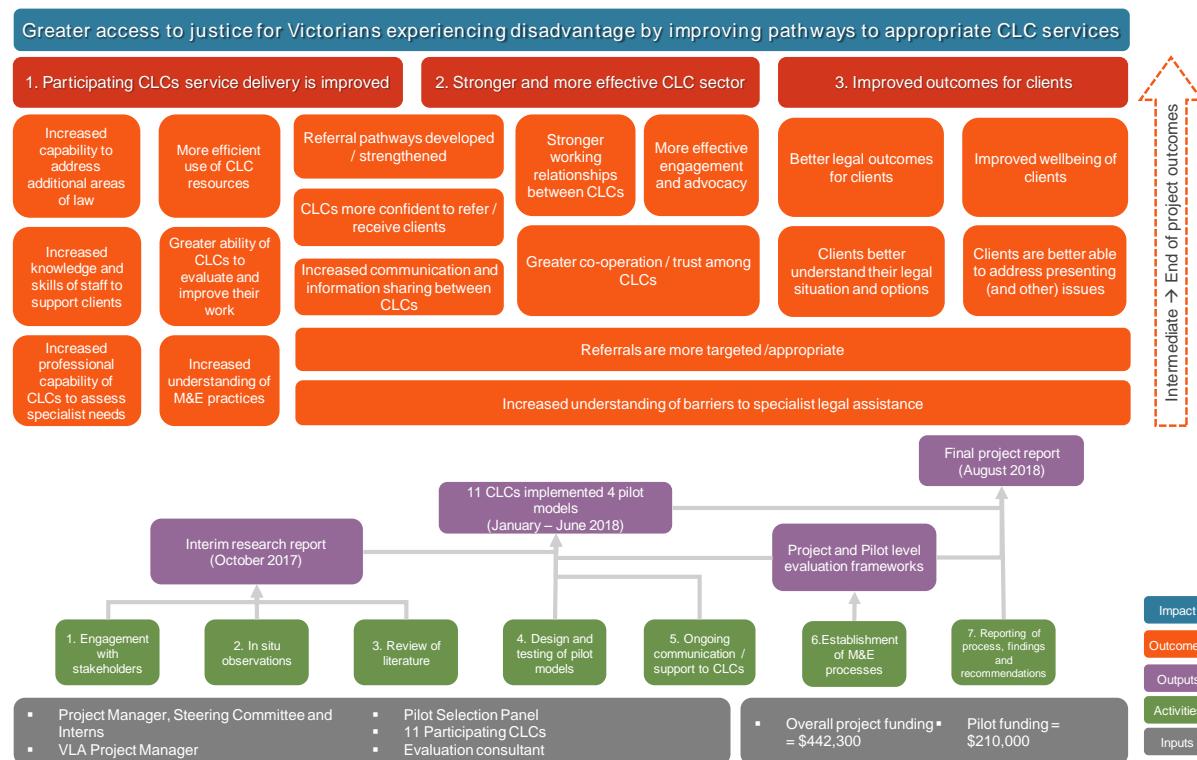 Greater access to justice for Victorians experiencing disadvantage by improving pathways to appropriate CLC services
1. Participating CLCs service delivery is improved
2. Stronger and more effective CLC sector
3. Improved outcomes for clients
Increased
capability to
address
additional areas
of law
More efficient
use of CLC
resources
Referral pathways developed
/ strengthened
Stronger
working
relationships
between CLCs
More effective
engagement
and advocacy
Better legal outcomes
for clients
Improved wellbeing of
clients
CLCs more confident to refer /
receive clients
Increased
knowledge and
skills of staff to
support clients
Greater ability of
CLCs to
evaluate and
improve their
work
Increased communication and
information sharing between
CLCs
Greater co-operation / trust among
CLCs
Clients better
understand their legal
situation and options
Clients are better able
to address presenting
(and other) issues
Increased
professional
capability of
CLCs to assess
specialist needs
Increased
understanding of
M&E practices
Referrals are more targeted /appropriate
Increased understanding of barriers to specialist legal assistance
Intermediate → End of project outcomes
Final project report
(August 2018)
11 CLCs implemented 4 pilot
models
(January – June 2018)
Interim research report
(October 2017)
Project and Pilot level
evaluation frameworks
1. Engagement
with
stakeholders
2. In situ
observations
3. Review of
literature
4. Design and
testing of pilot
models
5. Ongoing
communication /
support to CLCs
6.Establishment
of M&E
processes
7. Reporting of
process, findings
and
recommendations
▪ Project Manager, Steering Committee and
Interns
▪ VLA Project Manager
▪ Pilot Selection Panel
▪ 11 Participating CLCs
▪ Evaluation consultant
▪ Overall project funding
= $442,300
▪ Pilot funding =
$210,000
Impact
Outcome
Outputs
Activities
Inputs